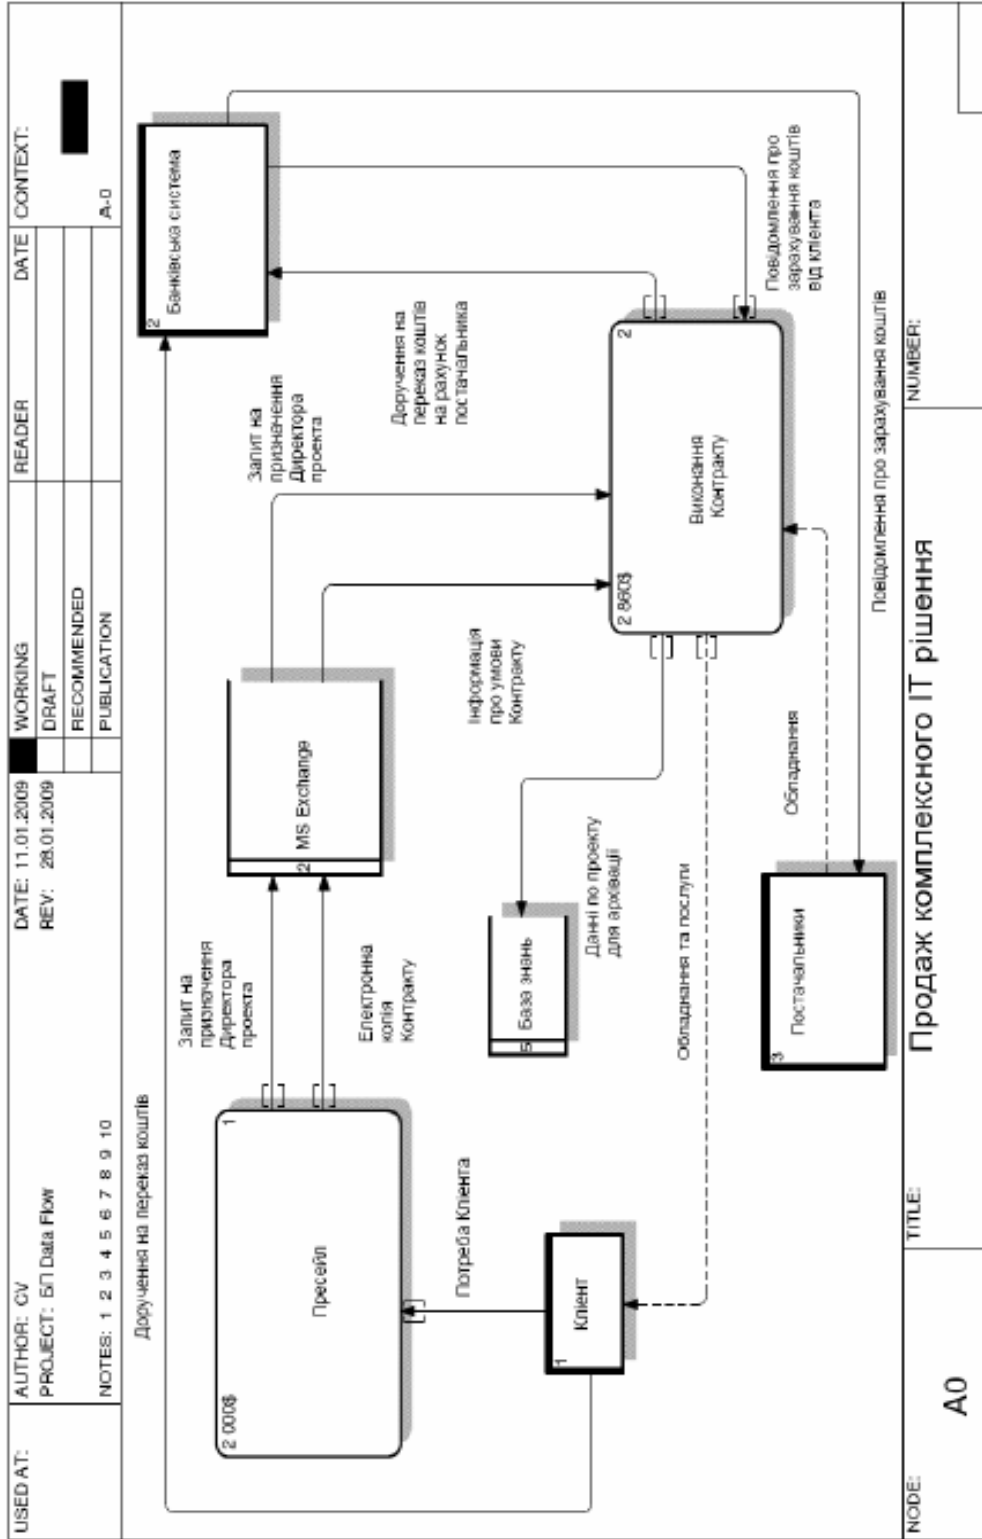 USED AT:
AUTHOR: CV
DATE: 11.01.2009
WORKING
READER
DATE
CONTEXT:
PROJECT: БП Data Flow
REV: 28.01.2009
DRAFT
RECOMMENDED
NOTES: 1 2 3 4 5 6 7 8 9 10
PUBLICATION
A-0
Доручення на переказ коштів
2
Банківська система
Запит на
призначення
Директора
проекта
2 000$
Пресейл
1
Електронна
копія
Контракту
2
MS Exchange
Запит на
призначення
Директора
проекта
Доручення на
переказ коштів
на рахунок
постачальника
Інформація
про умови
Контракту
Потреба Клієнта
1
Клієнт
5
База знань
Данні по проекту
для архівації
2 860$
Виконання
Контракту
2
Повідомлення про
зарахування коштів
від клієнта
Обладнання та послуги
Обладнання
3
Постачальники
Повідомлення про зарахування коштів
NODE:
A0
TITLE:
Продаж комплексного ІТ рішення
NUMBER: